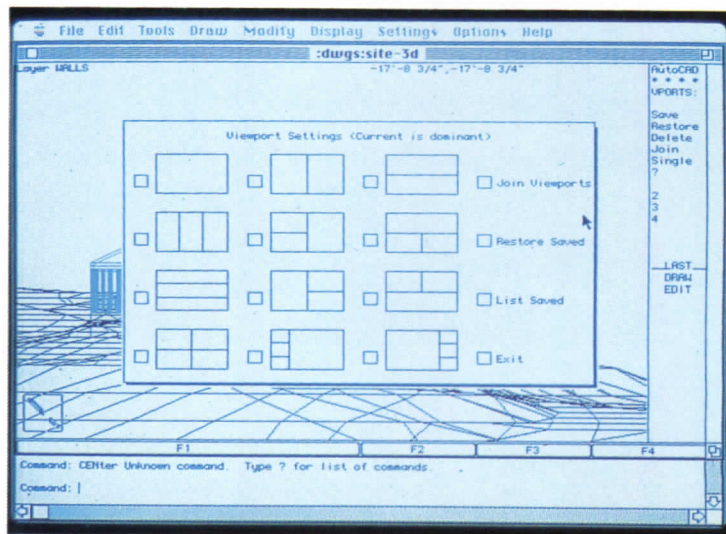 File Edit Tools Draw Modify Display Settings Options Help
:dwgs:site-3d
Layer WALLS
-17'-8 3/4",-17'-8 3/4"
AutoCAD
* * * *
VPORTS:
Save
Restore
Delete
Join
Single
?
2
3
4
__LAST__
DRAW
EDIT
Viewport Settings (Current is dominant)
Join Viewports
Restore Saved
List Saved
Exit
F1 F2 F3 F4
Command: CENter Unknown command. Type ? for list of commands.
Command: